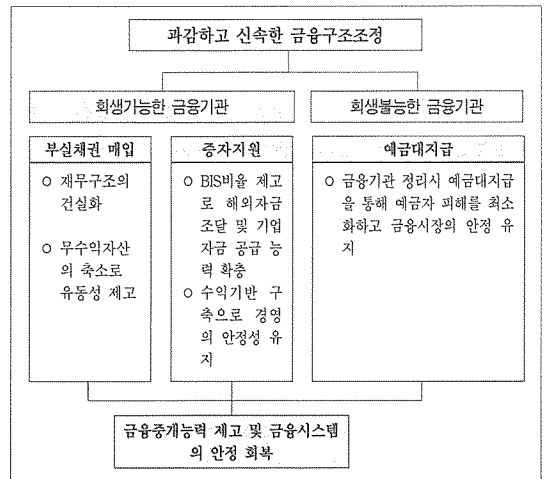 과감하고 신속한 금융구조조정
회생가능한 금융기관
회생불능한 금융기관
부실채권 매입
○ 재무구조의
건실화
○ 무수익자산
의 축소로
유동성 제고
증자지원
○ BIS비율 제고
로 해외자금
조달 및 기업
자금 공급 능
력 확충
○ 수익기반 구
축으로 경영
의 안정성 유
지
예금대지급
○ 금융기관 정리시 예금대지급
을 통해 예금자 피해를 최소
화하고 금융시장의 안정 유
지
금융중개능력 제고 및 금융시스템
의 안정 회복